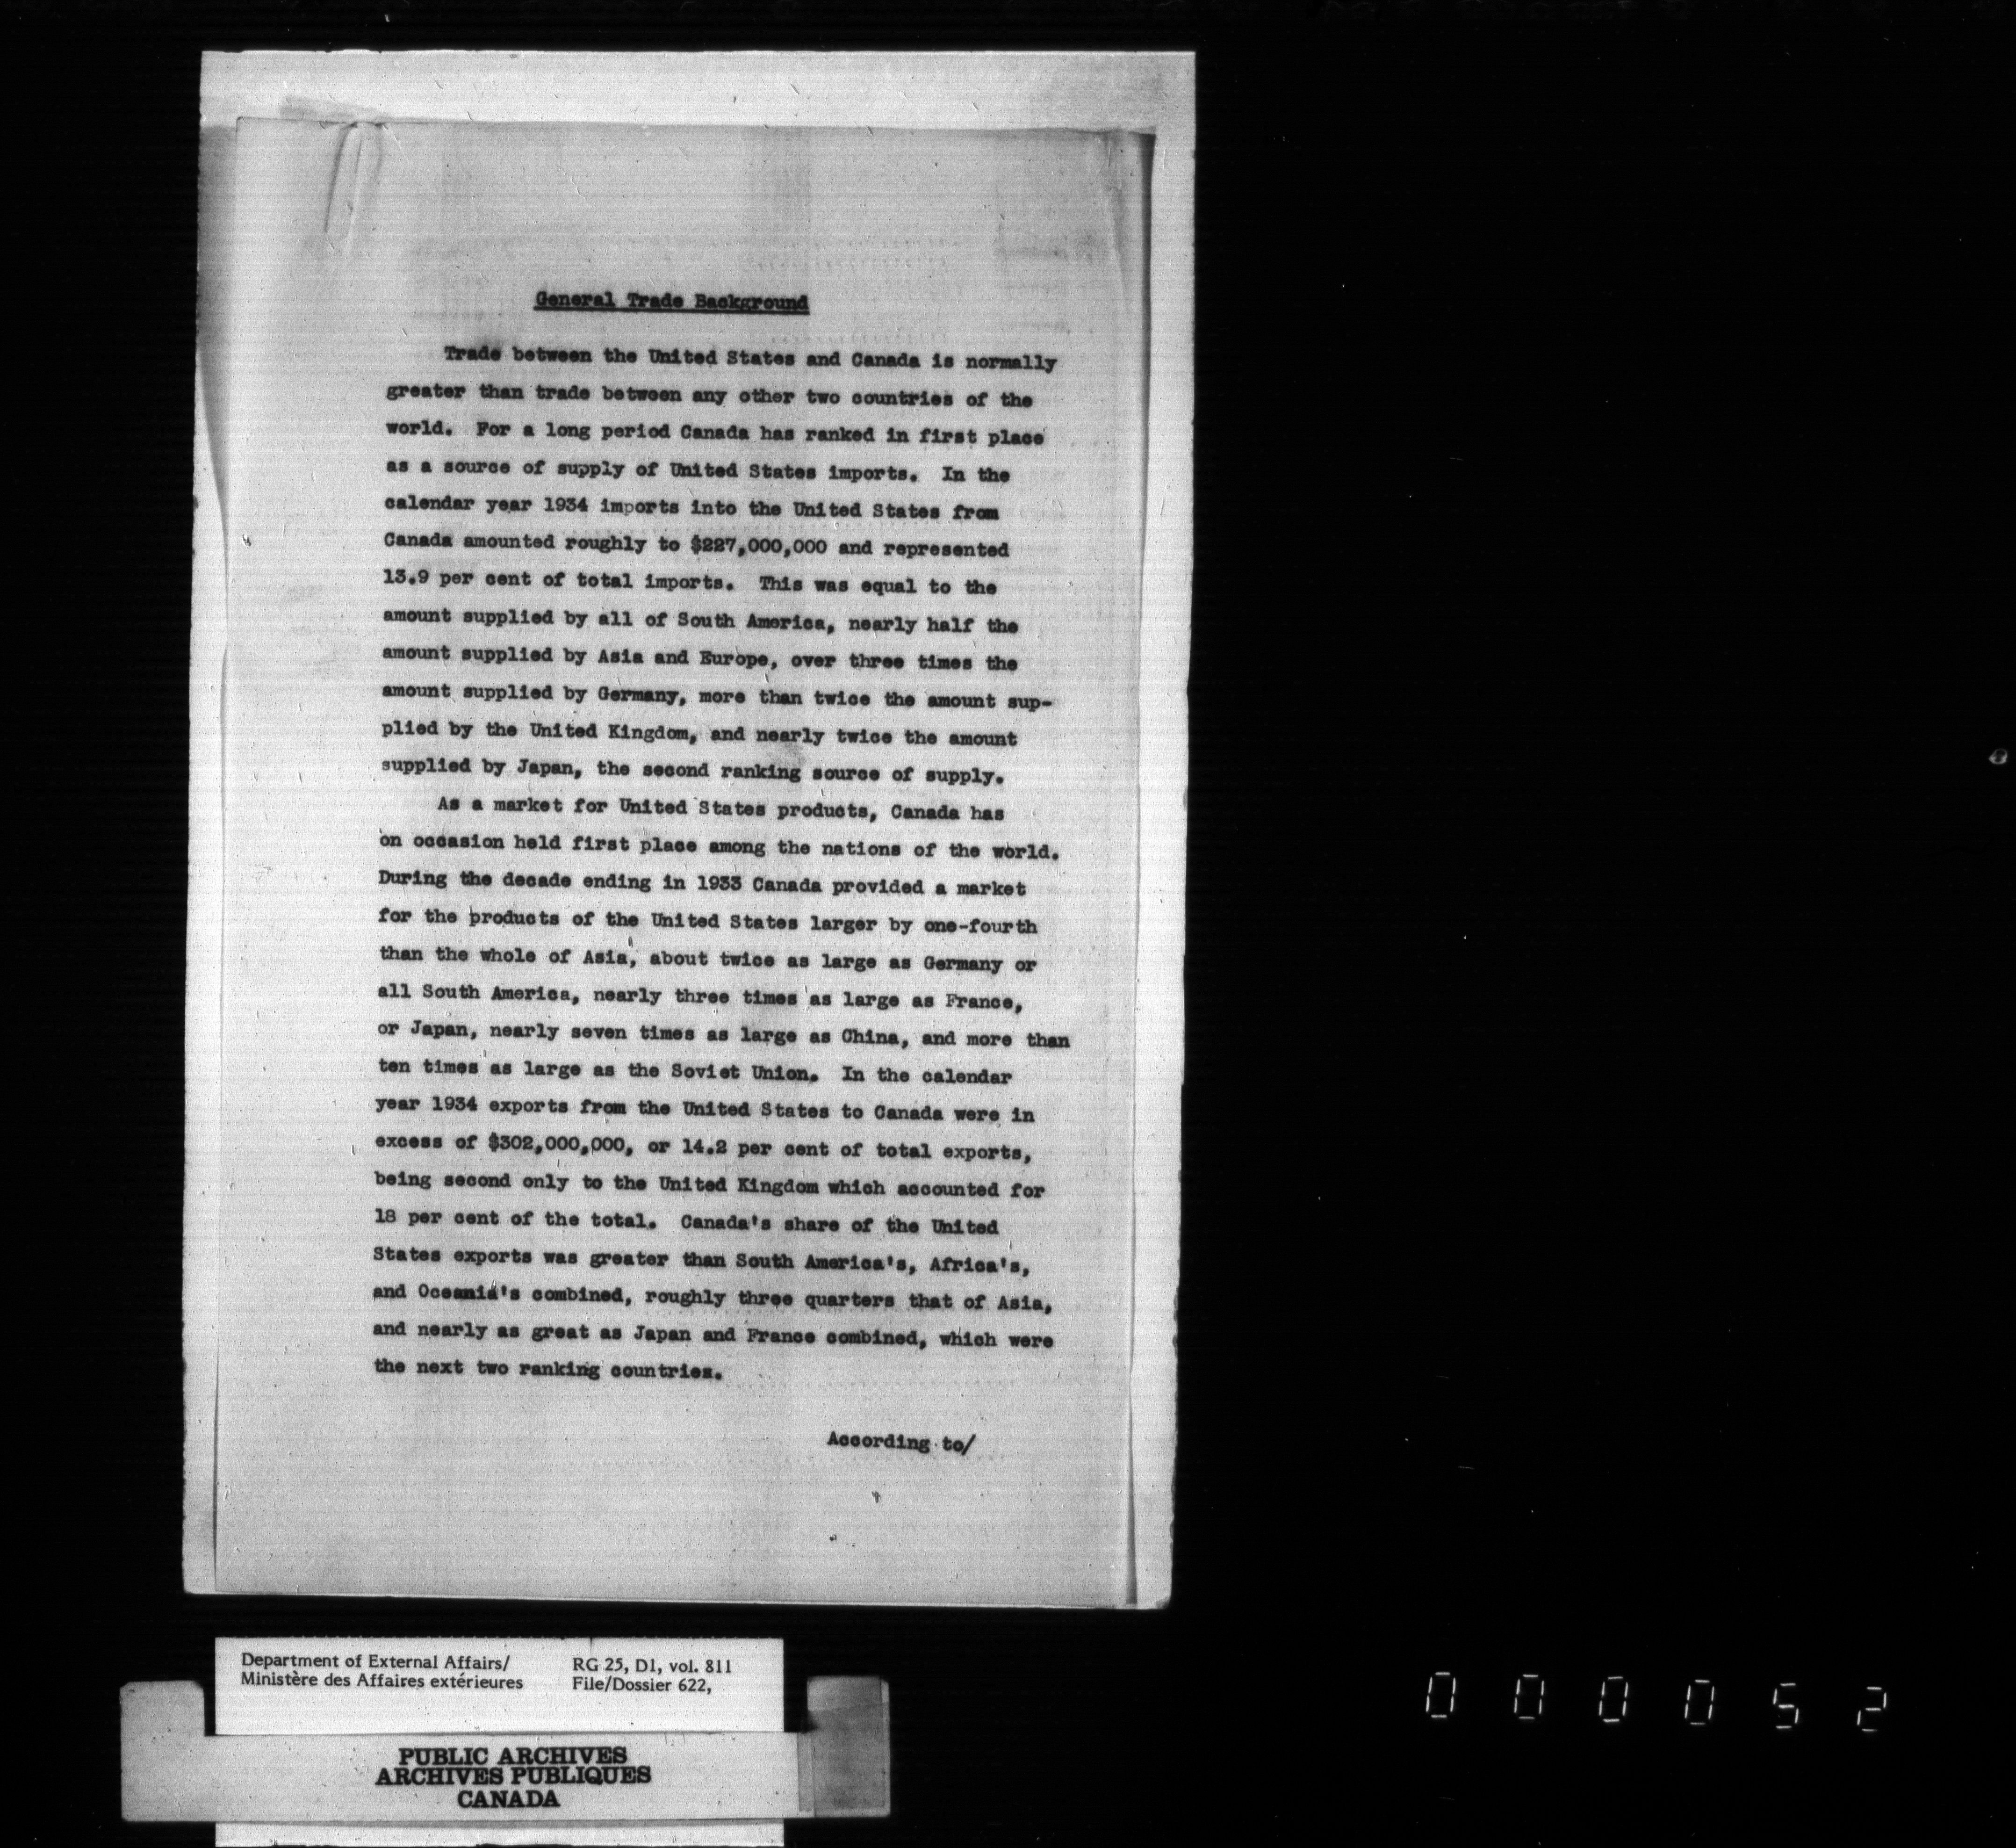 General Trade Background
Trade between the United States and Canada is normally
greater than trade between any other two countries of the
world. For a long period Canada has ranked in first place
as a source of supply of United States imports. In the
calendar year 1934 imports into the United States from
Canada amounted roughly to $227,000,000 and represented
13.9 per cent of total imports. This was equal to the
amount supplied by all of South America, nearly half the
amount supplied by Asia and Europe, over three times the
amount supplied by Germany, more than twice the amount sup-
plied by the United Kingdom, and nearly twice the amount
supplied by Japan, the second ranking source of supply.
As a market for United States products, Canada has
on occasion held first place among the nations of the world.
During the decade ending in 1933 Canada provided a market
for the products of the United States larger by one-fourth
than the whole of Asia, about twice as large as Germany or
all South America, nearly three times as large as France,
or Japan, nearly seven times as large as China, and more than
ten times as large as the Soviet Union. In the calendar
year 1934 exports from the United States to Canada were in
excess of $302,000,000, or 14.2 per cent of total exports,
being second only to the United Kingdom which accounted for
18 per cent of the total. Canada's share of the United
States exports was greater than South America's, Africa's,
and Oceania's combined, roughly three quarters that of Asia,
and nearly as great as Japan and France combined, which were
the next two ranking countries.
According to/
Department of External Affairs/ RG 25, D1, vol. 811
Ministère des Affaires extérieures File/Dossier 622,
PUBLIC ARCHIVES
ARCHIVES PUBLIQUES
CANADA
000052